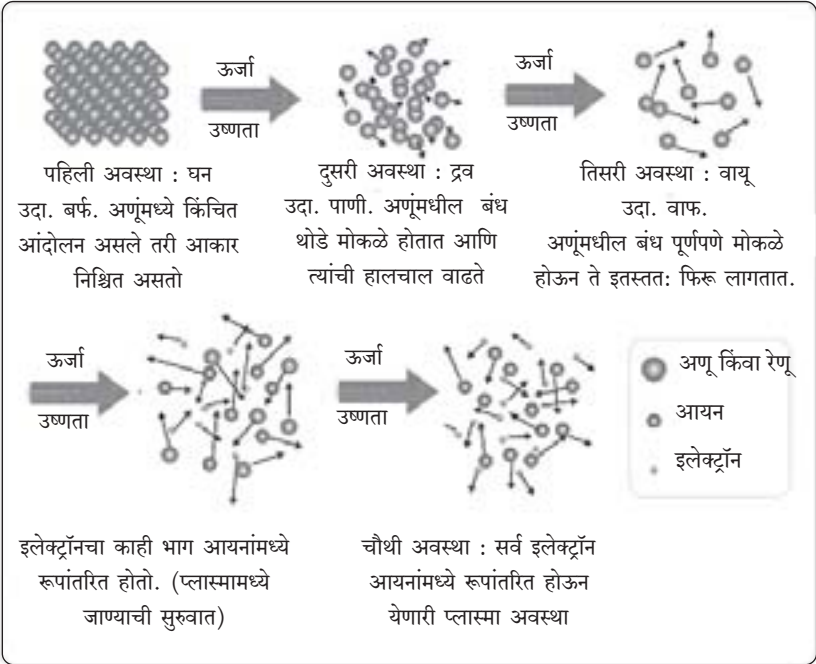 ऊर्जा
उष्णता
ऊर्जा
उष्णता
पहिली अवस्था : घन
उदा. बर्फ. अणूंमध्ये किंचित
आंदोलन असले तरी आकार
निश्चित असतो
दुसरी अवस्था : द्रव
उदा. पाणी. अणूंमधील बंध
थोडे मोकळे होतात आणि
त्यांची हालचाल वाढते
तिसरी अवस्था : वायू
उदा. वाफ.
अणूंमधील बंध पूर्णपणे मोकळे
होऊन ते इतस्तत: फिरू लागतात.
ऊर्जा
उष्णता
ऊर्जा
उष्णता
अणू किंवा रेणू
आयन
इलेक्ट्रॉन
इलेक्ट्रॉनचा काही भाग आयनांमध्ये
रूपांतरित होतो. (प्लास्मामध्ये
जाण्याची सुरुवात)
चौथी अवस्था : सर्व इलेक्ट्रॉन
आयनांमध्ये रूपांतरित होऊन
येणारी प्लास्मा अवस्था